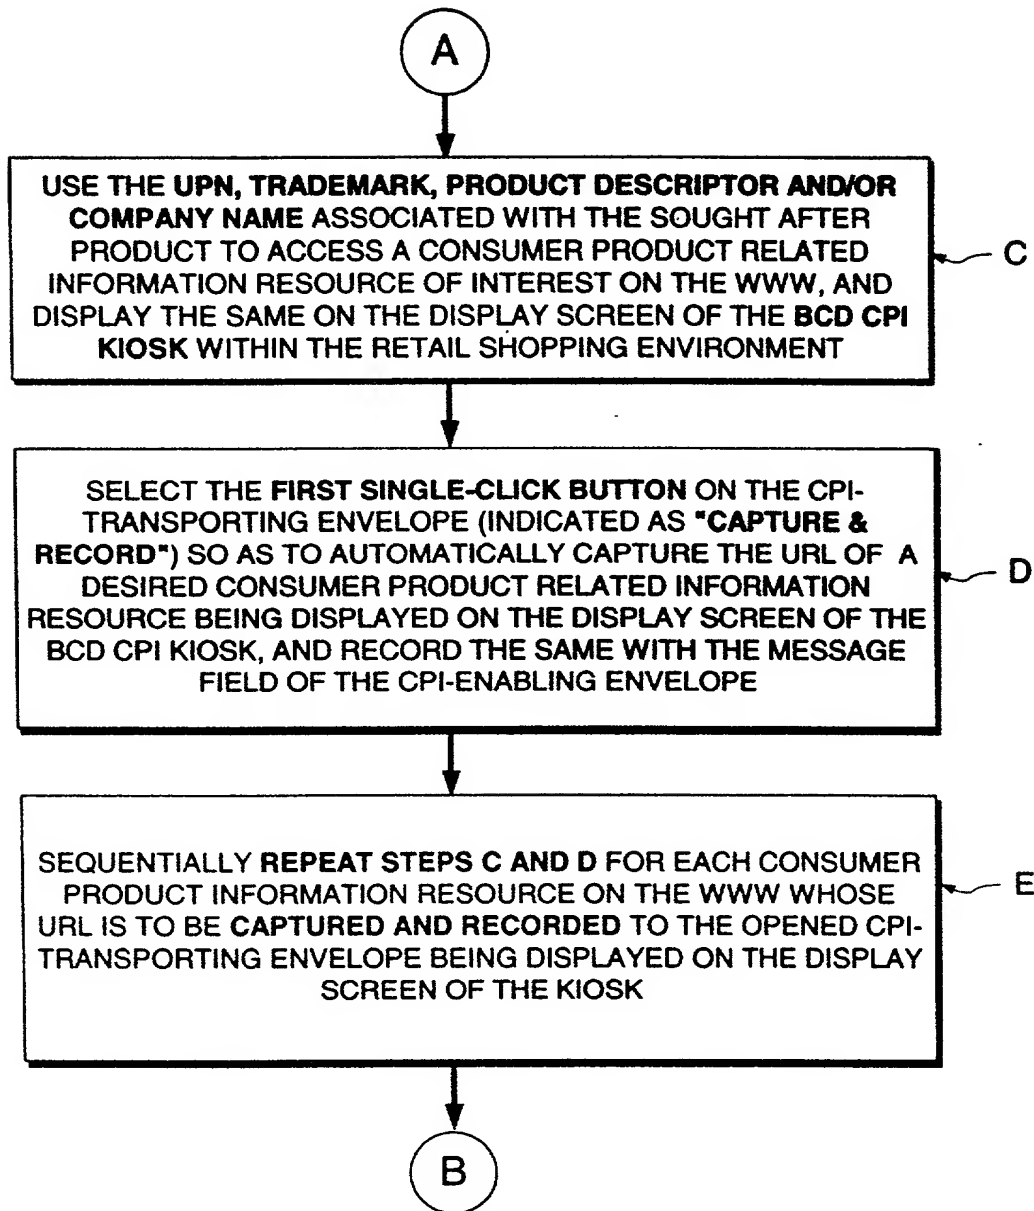 A
USE THE UPN, TRADEMARK, PRODUCT DESCRIPTOR AND/OR
COMPANY NAME ASSOCIATED WITH THE SOUGHT AFTER
PRODUCT TO ACCESS A CONSUMER PRODUCT RELATED
INFORMATION RESOURCE OF INTEREST ON THE WWW, AND
DISPLAY THE SAME ON THE DISPLAY SCREEN OF THE BCD CPI
KIOSK WITHIN THE RETAIL SHOPPING ENVIRONMENT
C
SELECT THE FIRST SINGLE-CLICK BUTTON ON THE CPI-
TRANSPORTING ENVELOPE (INDICATED AS "CAPTURE &
RECORD") SO AS TO AUTOMATICALLY CAPTURE THE URL OF A
DESIRED CONSUMER PRODUCT RELATED INFORMATION
RESOURCE BEING DISPLAYED ON THE DISPLAY SCREEN OF THE
BCD CPI KIOSK, AND RECORD THE SAME WITH THE MESSAGE
FIELD OF THE CPI-ENABLING ENVELOPE
D
SEQUENTIALLY REPEAT STEPS C AND D FOR EACH CONSUMER
PRODUCT INFORMATION RESOURCE ON THE WWW WHOSE
URL IS TO BE CAPTURED AND RECORDED TO THE OPENED CPI-
TRANSPORTING ENVELOPE BEING DISPLAYED ON THE DISPLAY
SCREEN OF THE KIOSK
E
B